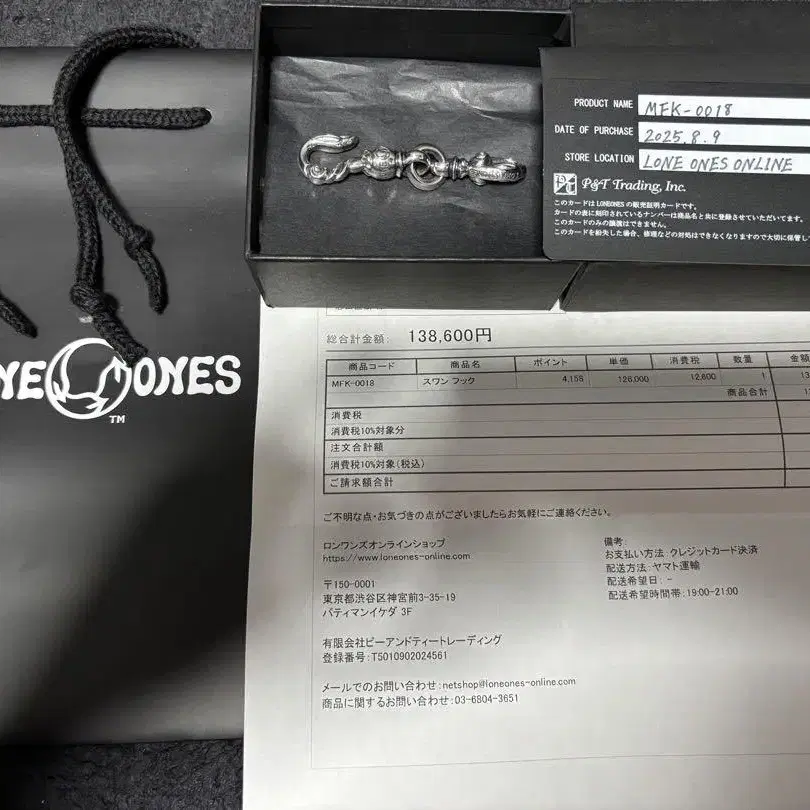 PRODUCT NAME MFK-0018
DATE OF PURCHASE 2025.8.9
STORE LOCATION LONE ONES ONLINE
P&T Trading, Inc.
このカードはLONEONESの販売証明カードです。
カードの裏に刻印されているナンバーは商品名と共に登録させていただいてます。
このカードのみの譲渡はできません。
このカードを紛失した場合、修理などの対処はできなくなりますので大切に保管し
NE ONES
TM
総合計金額: 138,600円
商品コード 商品名 ポイント 単価 消費税 数量 金額
MFK-0018 スワン フック 4,158 126,000 12,600 1 13
商品合計
消費税
消費税10%対象分
注文合計額
消費税10%対象(税込)
ご請求額合計
ご不明な点・お気づきの点がございましたらお気軽にご連絡ください。
ロンワンズオンラインショップ
https://www.loneones-online.com
〒150-0001
東京都渋谷区神宮前3-35-19
パティマンイケダ 3F
有限会社ピーアンドティートレーディング
登録番号:T5010902024561
メールでのお問い合わせ:netshop@loneones-online.com
商品に関するお問い合わせ:03-6804-3651
備考:
お支払い方法:クレジットカード決済
配送方法:ヤマト運輸
配送希望日: -
配送希望時間帯:19:00-21:00